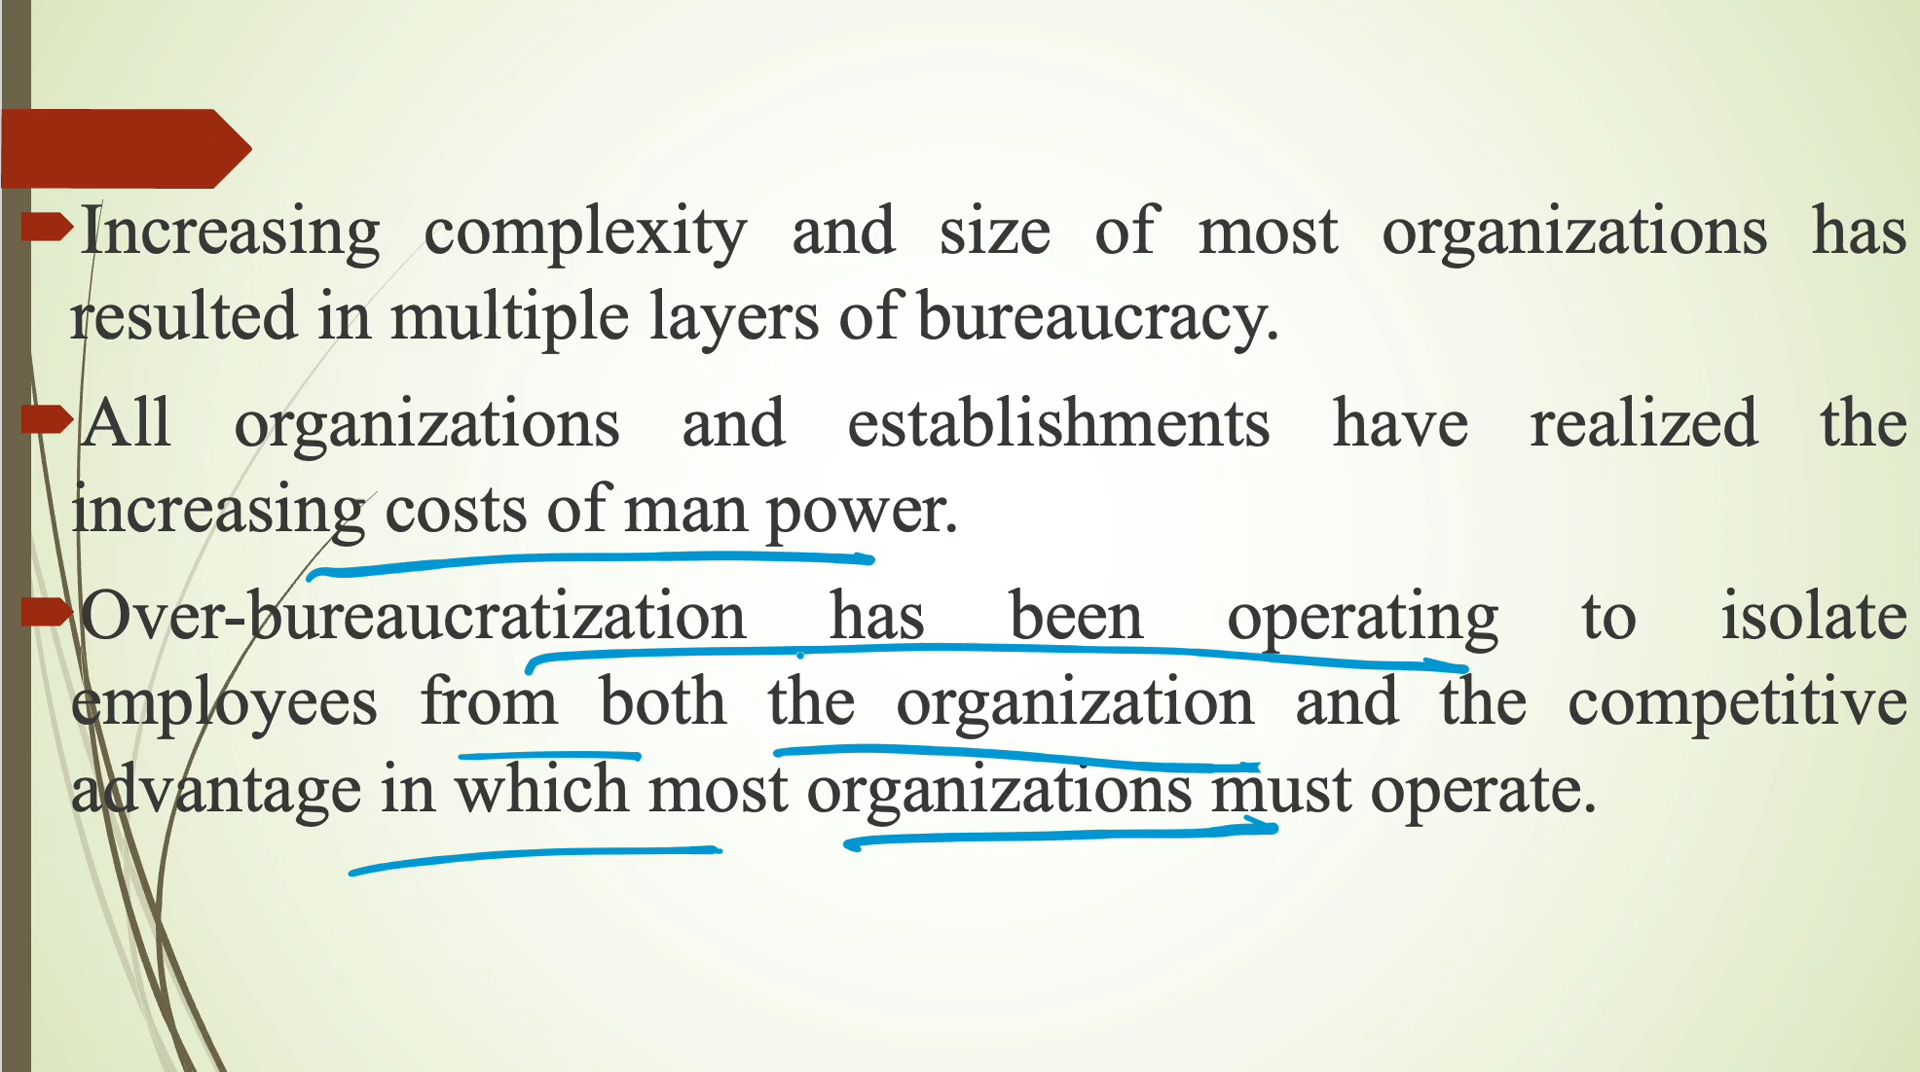 Increasing complexity and size of most organizations has
resulted in multiple layers of bureaucracy.
All organizations and establishments have realized the
increasing costs of man power.
Over-bureaucratization has been operating to isolate
employees from both the organization and the competitive
advantage in which most organizations must operate.